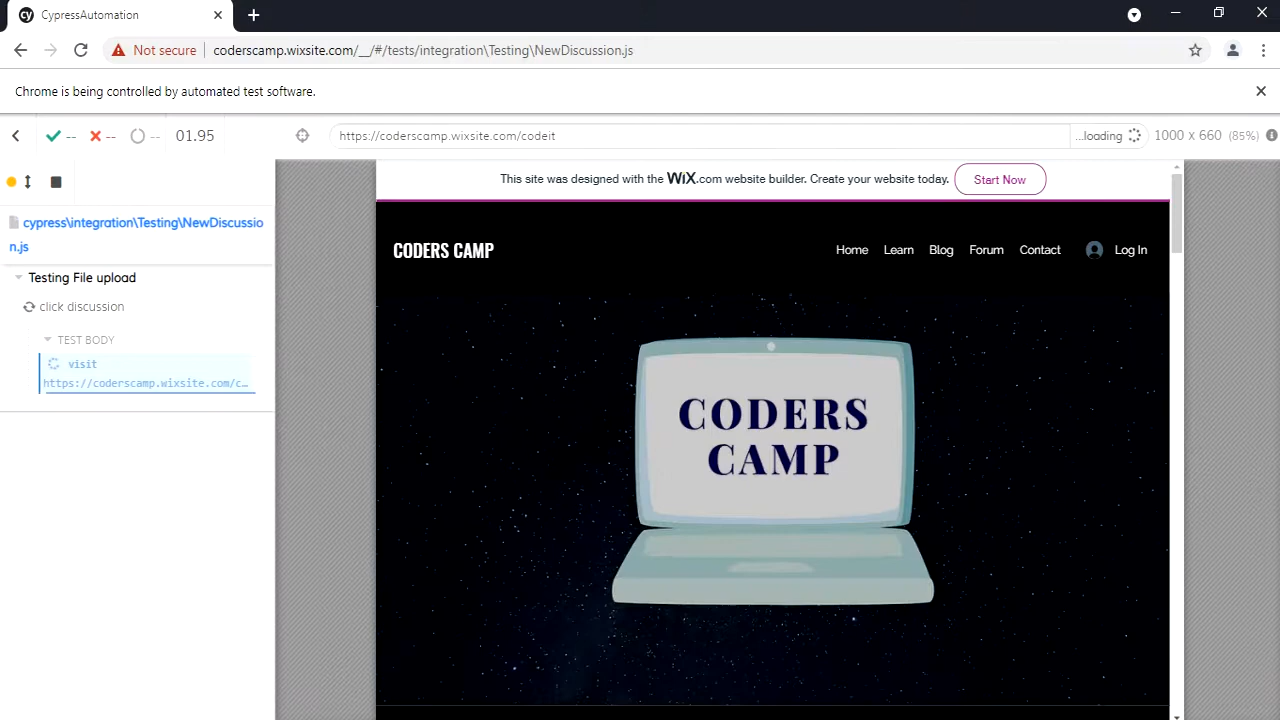 CypressAutomation
Not secure
coderscamp.wixsite.com/__/#/tests/integration\Testing\NewDiscussion.js
Chrome is being controlled by automated test software.
-- -- -- 01.95
https://coderscamp.wixsite.com/codeit
...loading
1000 x 660 (85%)
cypress\integration\Testing\NewDiscussio
n.js
Testing File upload
click discussion
TEST BODY
visit
https://coderscamp.wixsite.com/c…
This site was designed with the WiX.com website builder. Create your website today.
Start Now
CODERS CAMP
Home Learn Blog Forum Contact Log In
CODERS
CAMP